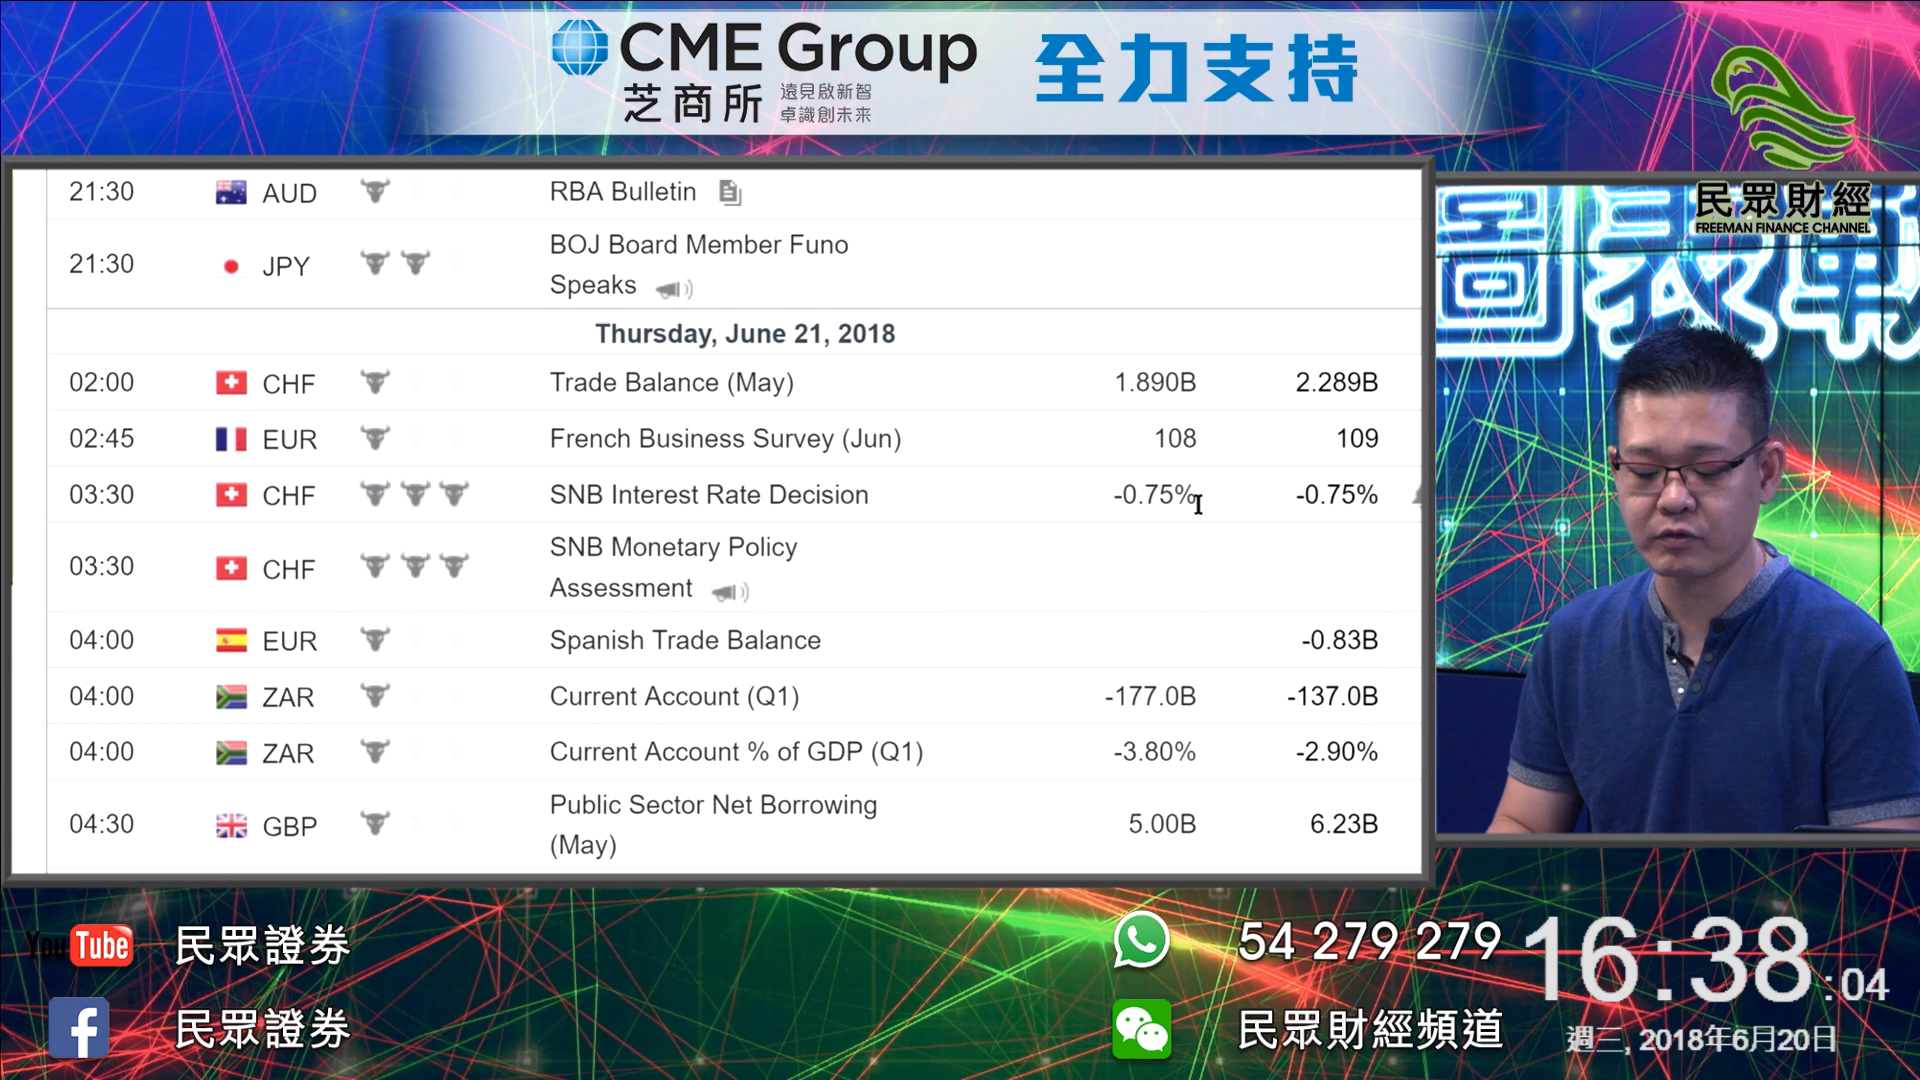 CME Group
芝商所
遠見啟新智
卓識創未來
全力支持
民眾財經
FREEMAN FINANCE CHANNEL
圖表
21:30 AUD RBA Bulletin
21:30 JPY BOJ Board Member Funo
Speaks
Thursday, June 21, 2018
02:00 CHF Trade Balance (May) 1.890B 2.289B
02:45 EUR French Business Survey (Jun) 108 109
03:30 CHF SNB Interest Rate Decision -0.75% -0.75%
03:30 CHF SNB Monetary Policy
Assessment
04:00 EUR Spanish Trade Balance -0.83B
04:00 ZAR Current Account (Q1) -177.0B -137.0B
04:00 ZAR Current Account % of GDP (Q1) -3.80% -2.90%
04:30 GBP Public Sector Net Borrowing
(May) 5.00B 6.23B
YouTube 民眾證券
f 民眾證券
54 279 279
民眾財經頻道
16:38:04
週三, 2018年6月20日